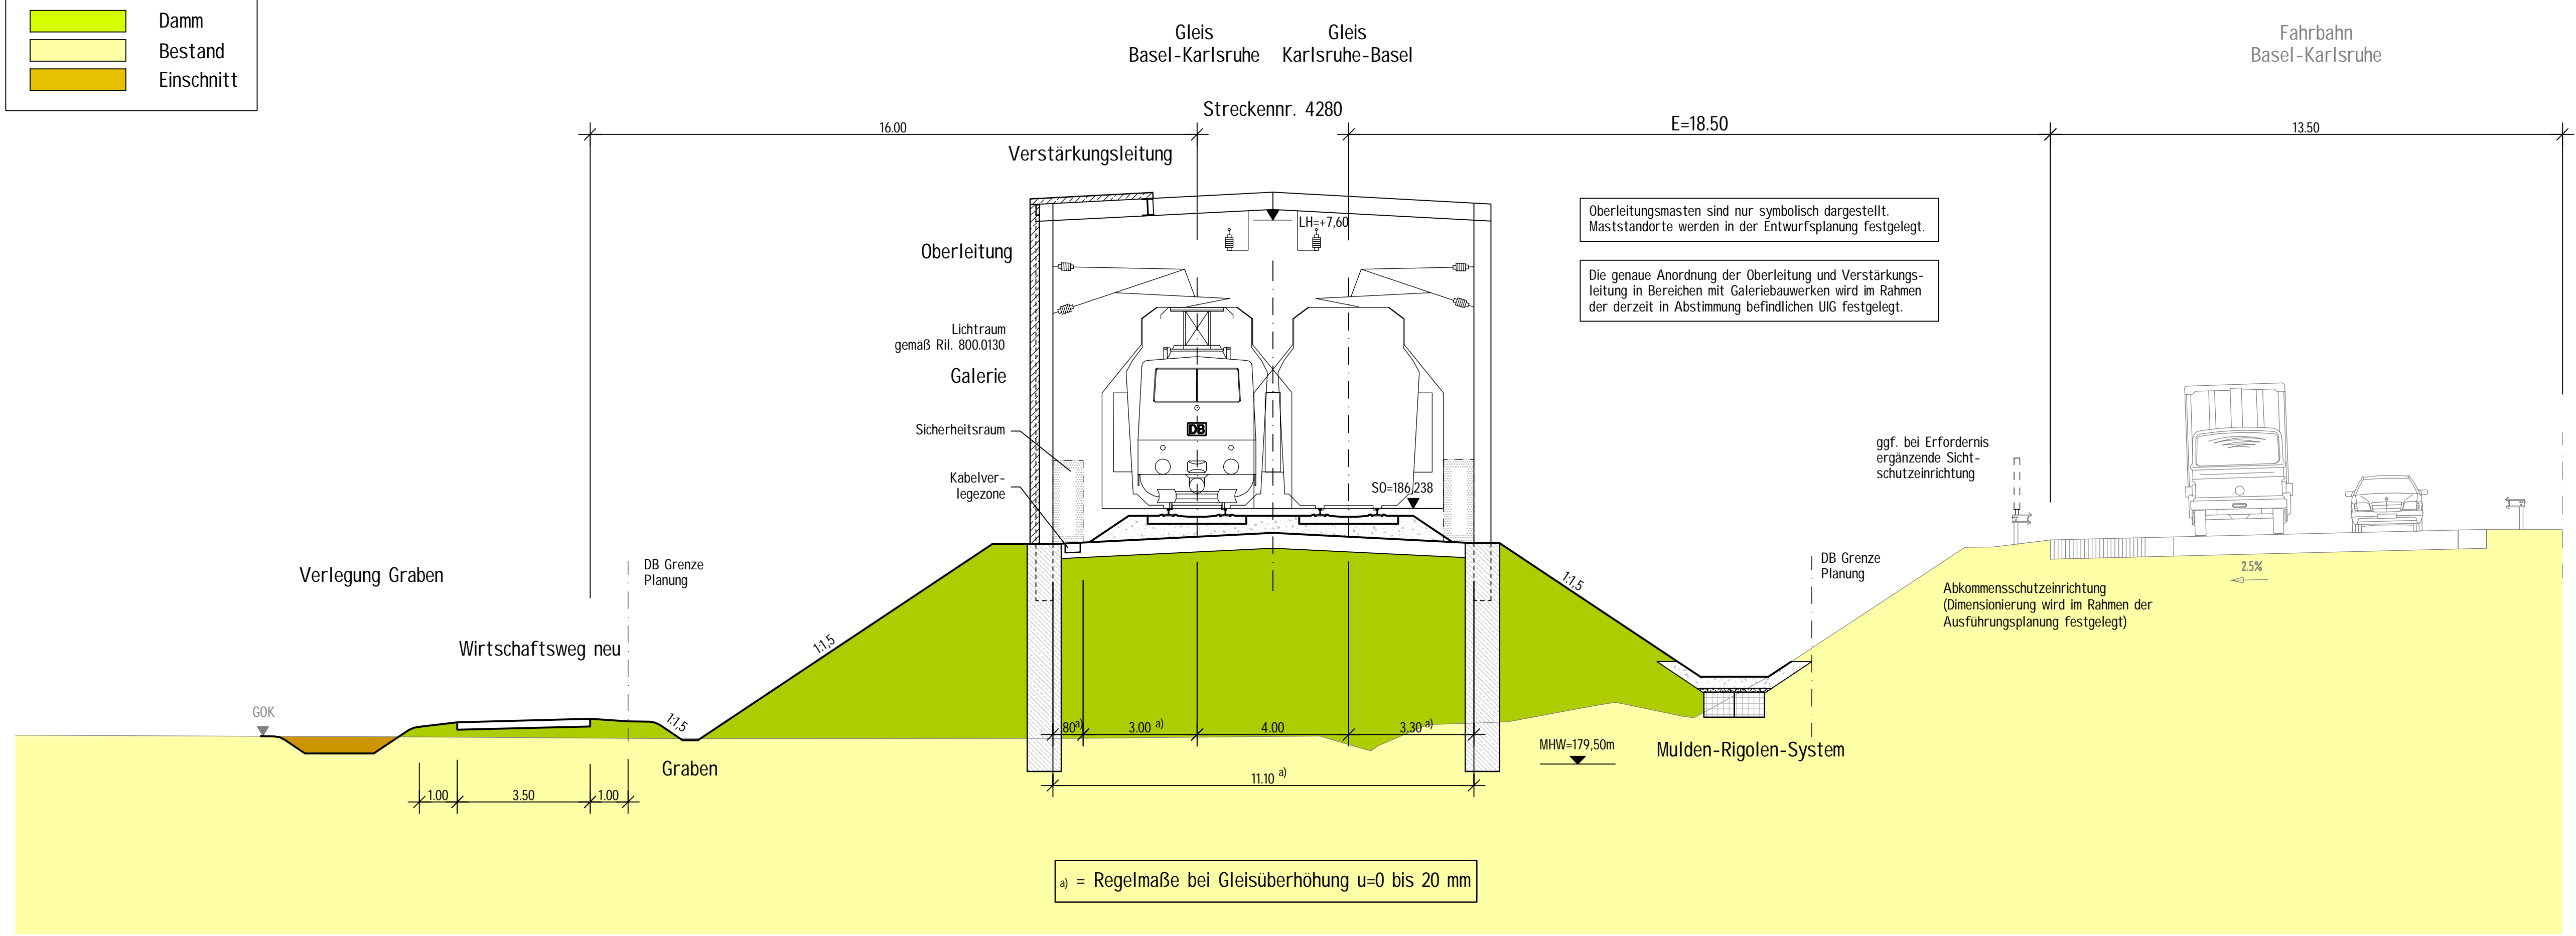 Damm
Bestand
Einschnitt
Gleis
Basel-Karlsruhe
Gleis
Karlsruhe-Basel
Fahrbahn
Basel-Karlsruhe
Streckennr. 4280
16.00
E=18.50
13.50
Verstärkungsleitung
Oberleitungsmasten sind nur symbolisch dargestellt.
Maststandorte werden in der Entwurfsplanung festgelegt.
LH=+7,60
Oberleitung
Die genaue Anordnung der Oberleitung und Verstärkungs-
leitung in Bereichen mit Galeriebauwerken wird im Rahmen
der derzeit in Abstimmung befindlichen UIG festgelegt.
Lichtraum
gemäß Ril. 800.0130
Galerie
Sicherheitsraum
DB
ggf. bei Erfordernis
ergänzende Sicht-
schutzeinrichtung
Kabelver-
legezone
SO=186,238
DB Grenze
Planung
DB Grenze
Planung
Verlegung Graben
1:1,5
1:1,5
2.5%
Abkommensschutzeinrichtung
(Dimensionierung wird im Rahmen der
Ausführungsplanung festgelegt)
Wirtschaftsweg neu
GOK
1:1,5
80a)
3.00 a)
4.00
3.30 a)
MHW=179,50m
Mulden-Rigolen-System
Graben
11.10 a)
1.00
3.50
1.00
a) = Regelmaße bei Gleisüberhöhung u=0 bis 20 mm